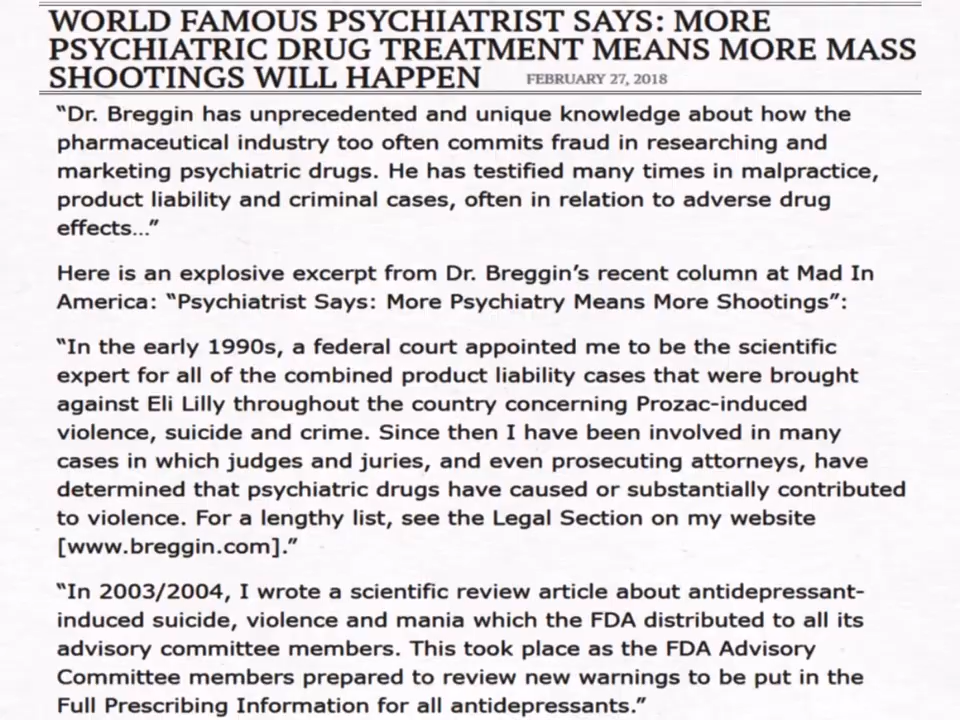 WORLD FAMOUS PSYCHIATRIST SAYS: MORE
PSYCHIATRIC DRUG TREATMENT MEANS MORE MASS
SHOOTINGS WILL HAPPEN FEBRUARY 27, 2018
“Dr. Breggin has unprecedented and unique knowledge about how the
pharmaceutical industry too often commits fraud in researching and
marketing psychiatric drugs. He has testified many times in malpractice,
product liability and criminal cases, often in relation to adverse drug
effects…”
Here is an explosive excerpt from Dr. Breggin’s recent column at Mad In
America: “Psychiatrist Says: More Psychiatry Means More Shootings”:
“In the early 1990s, a federal court appointed me to be the scientific
expert for all of the combined product liability cases that were brought
against Eli Lilly throughout the country concerning Prozac-induced
violence, suicide and crime. Since then I have been involved in many
cases in which judges and juries, and even prosecuting attorneys, have
determined that psychiatric drugs have caused or substantially contributed
to violence. For a lengthy list, see the Legal Section on my website
[www.breggin.com].”
“In 2003/2004, I wrote a scientific review article about antidepressant-
induced suicide, violence and mania which the FDA distributed to all its
advisory committee members. This took place as the FDA Advisory
Committee members prepared to review new warnings to be put in the
Full Prescribing Information for all antidepressants.”